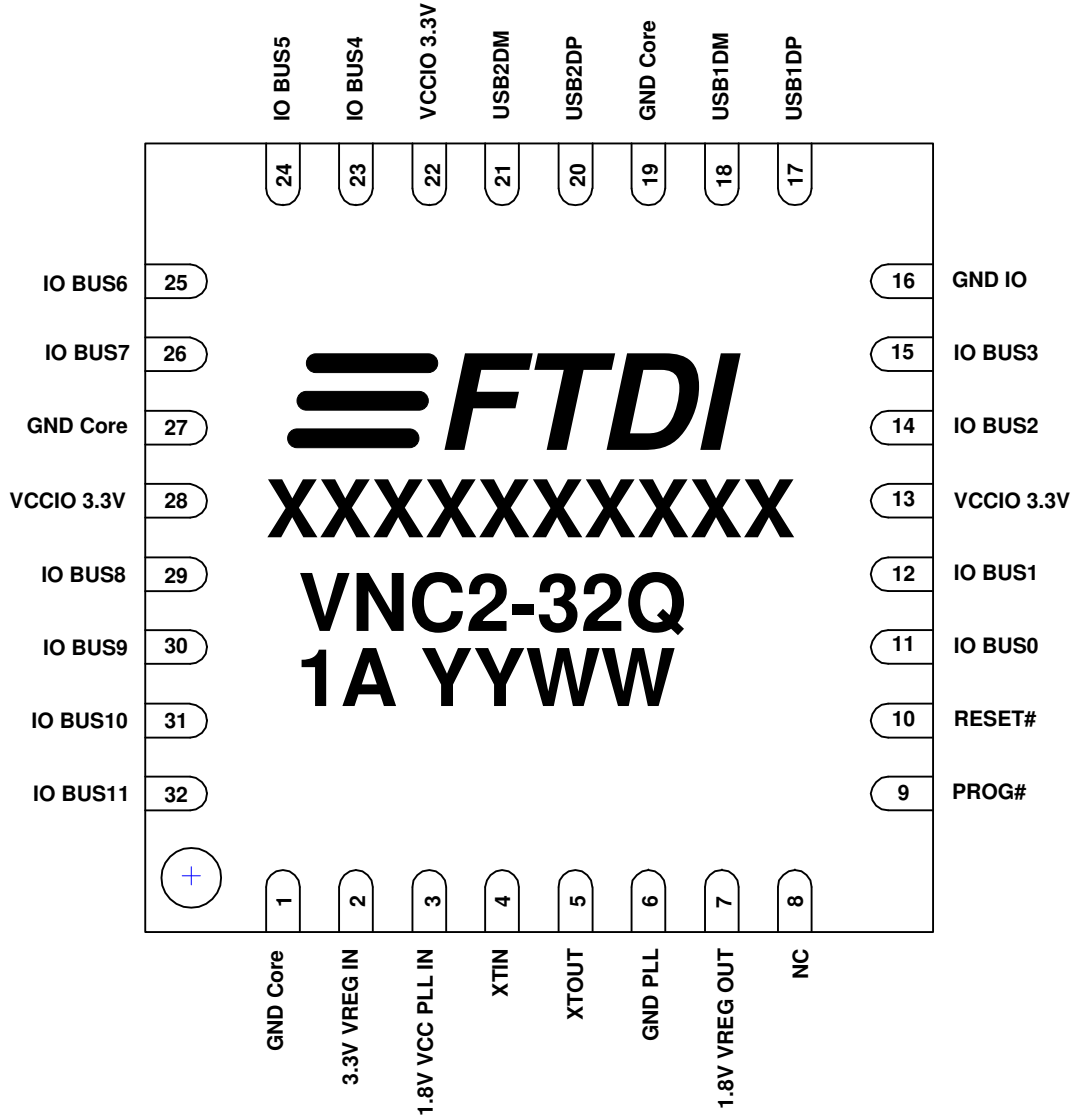 IO BUS5
IO BUS4
VCCIO 3.3V
USB2DM
USB2DP
GND Core
USB1DM
USB1DP
24
23
22
21
20
19
18
17
IO BUS6 25
16 GND IO
IO BUS7 26
15 IO BUS3
GND Core 27
14 IO BUS2
VCCIO 3.3V 28
13 VCCIO 3.3V
IO BUS8 29
12 IO BUS1
IO BUS9 30
11 IO BUS0
IO BUS10 31
10 RESET#
IO BUS11 32
9 PROG#
FTDI
XXXXXXXXXX
VNC2-32Q
1A YYWW
1
2
3
4
5
6
7
8
GND Core
3.3V VREG IN
1.8V VCC PLL IN
XTIN
XTOUT
GND PLL
1.8V VREG OUT
NC